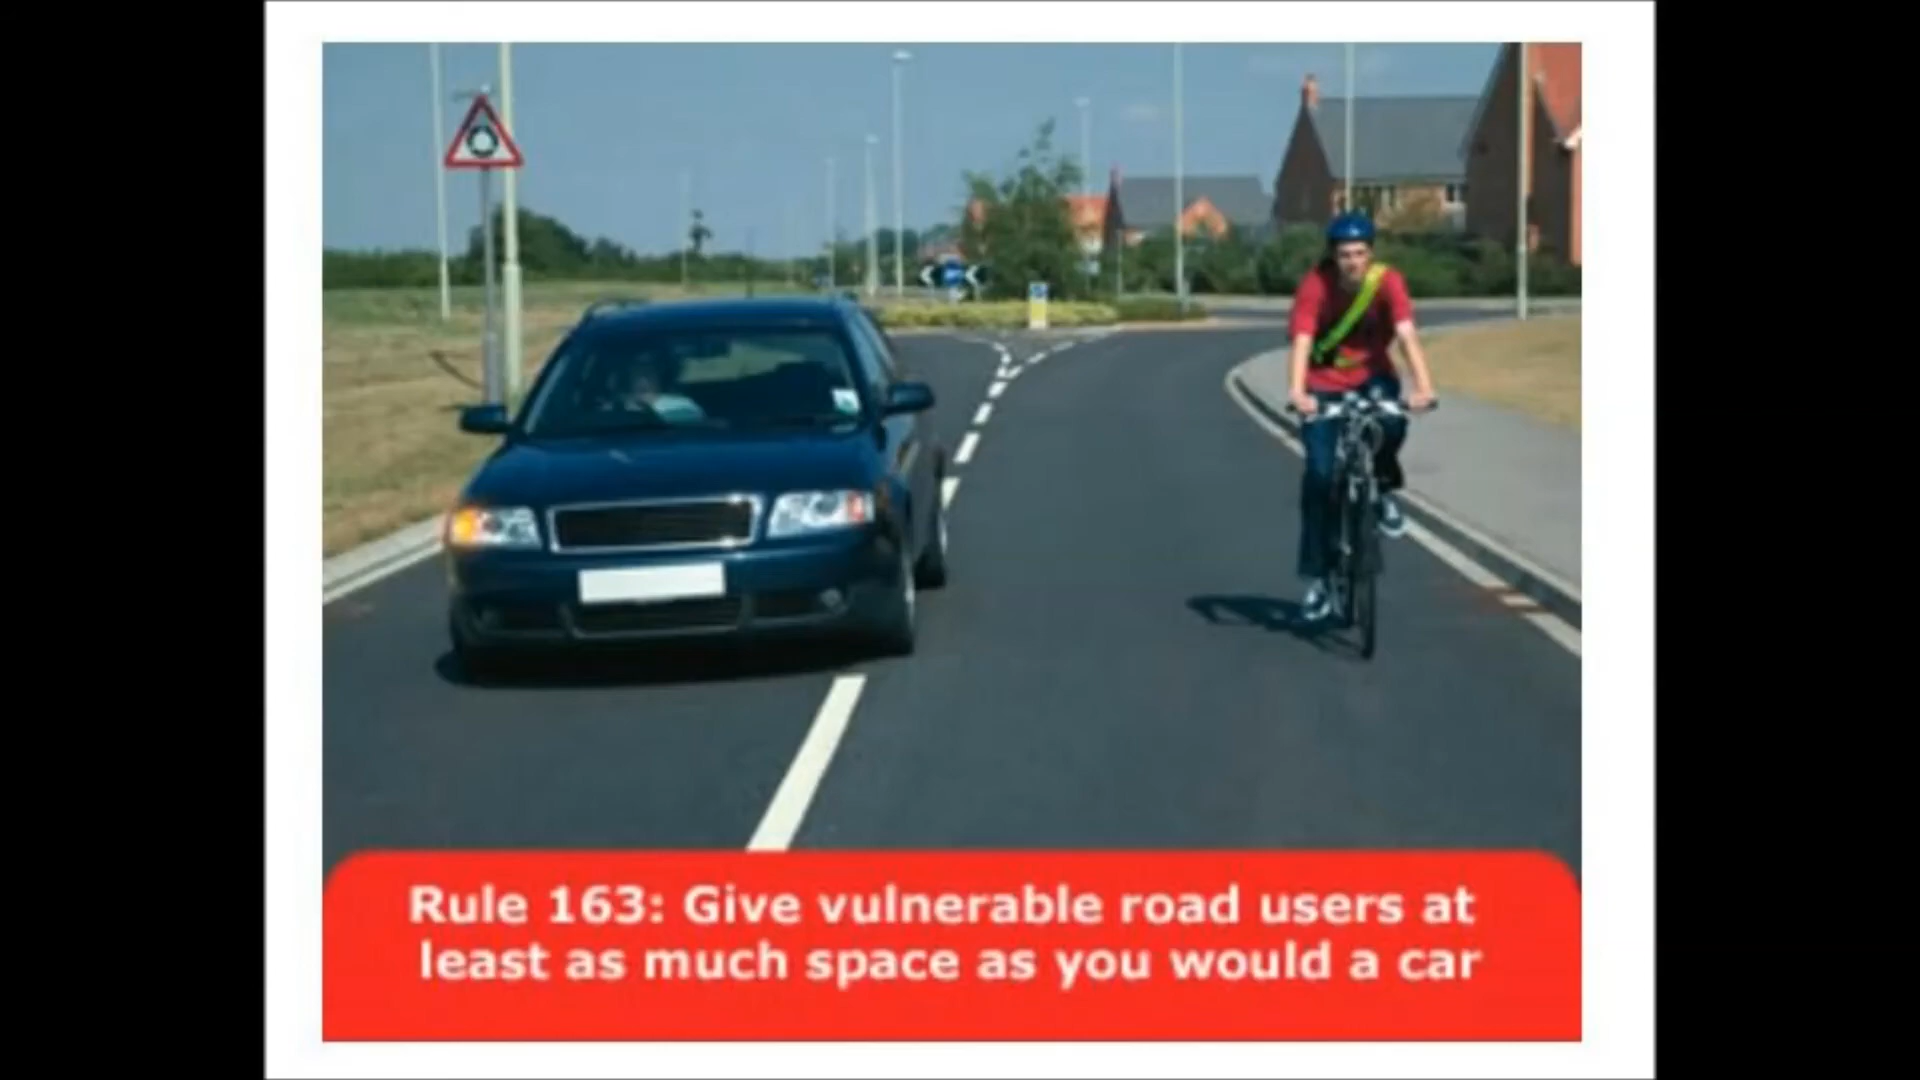 Rule 163: Give vulnerable road users at
least as much space as you would a car